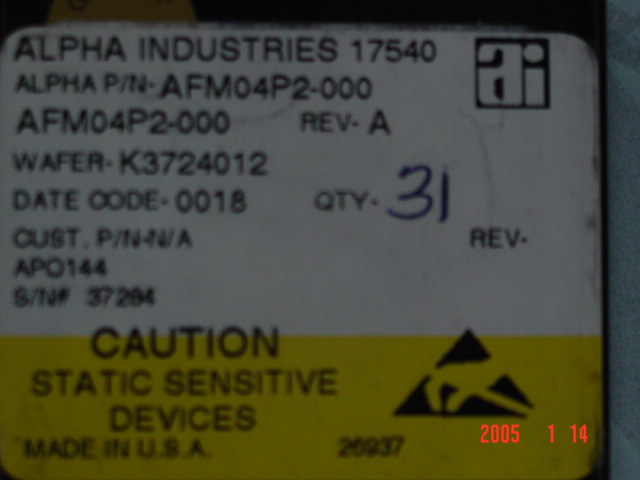 ALPHA INDUSTRIES 17540
ai
ALPHA P/N-AFM04P2-000
AFM04P2-000 REV- A
WAFER-K3724012
DATE CODE-0018 QTY- 31
CUST. P/N-N/A REV-
APO144
S/N# 37284
CAUTION
STATIC SENSITIVE
DEVICES
MADE IN U.S.A. 26937
2005 1 14